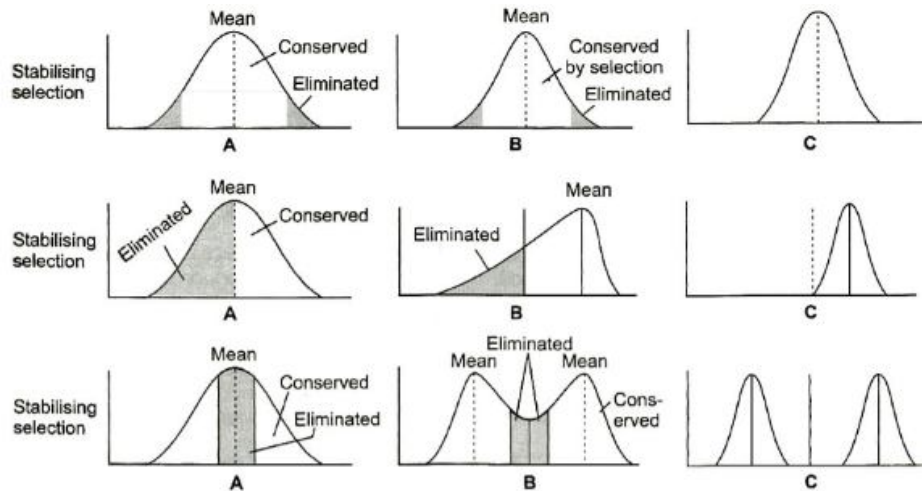 Mean
Conserved
Stabilising
selection
Eliminated
A
Mean
Conserved
by selection
Eliminated
B
C
Mean
Stabilising
selection
Eliminated
Conserved
A
Mean
Eliminated
B
C
Mean
Stabilising
selection
Conserved
Eliminated
A
Eliminated
Mean
Mean
Cons-
erved
B
C